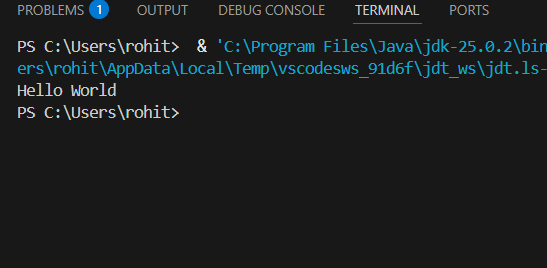 PROBLEMS 1 OUTPUT DEBUG CONSOLE TERMINAL PORTS
PS C:\Users\rohit>  & 'C:\Program Files\Java\jdk-25.0.2\bin
ers\rohit\AppData\Local\Temp\vscodesws_91d6f\jdt_ws\jdt.ls-
Hello World
PS C:\Users\rohit>